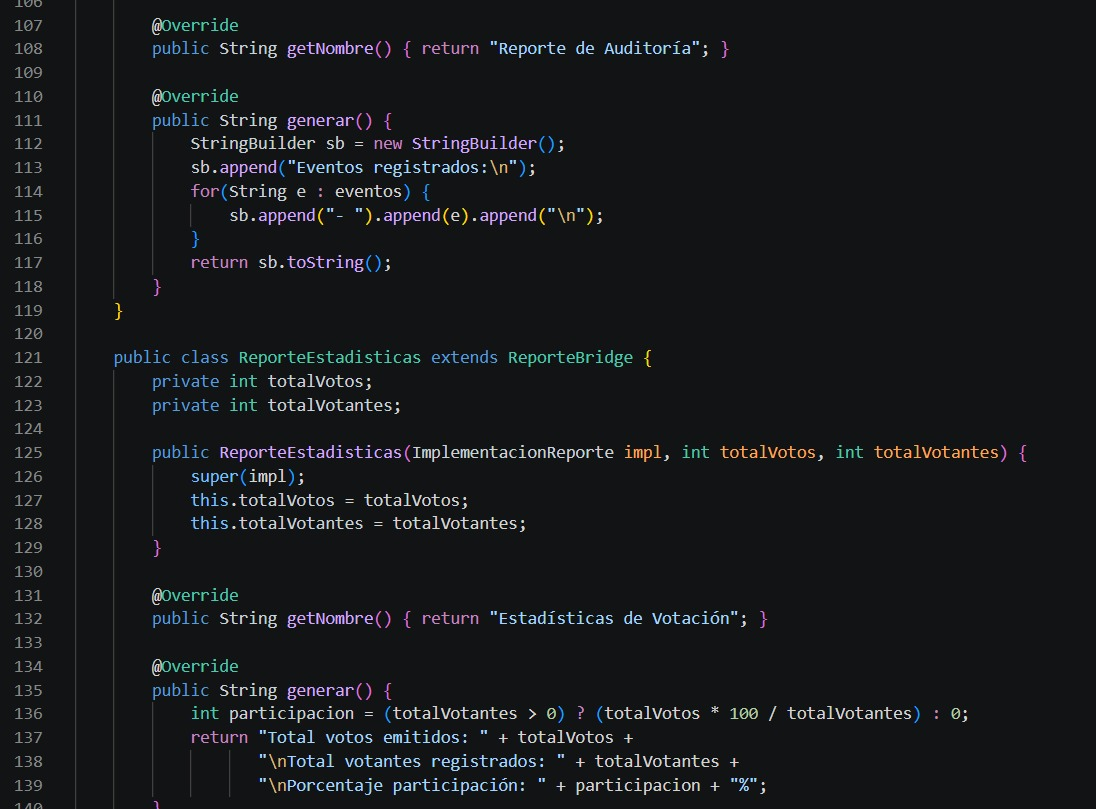 106
107 @Override
108 public String getNombre() { return "Reporte de Auditoría"; }
109
110 @Override
111 public String generar() {
112 StringBuilder sb = new StringBuilder();
113 sb.append("Eventos registrados:\n");
114 for(String e : eventos) {
115 sb.append("- ").append(e).append("\n");
116 }
117 return sb.toString();
118 }
119 }
120
121 public class ReporteEstadisticas extends ReporteBridge {
122 private int totalVotos;
123 private int totalVotantes;
124
125 public ReporteEstadisticas(ImplementacionReporte impl, int totalVotos, int totalVotantes) {
126 super(impl);
127 this.totalVotos = totalVotos;
128 this.totalVotantes = totalVotantes;
129 }
130
131 @Override
132 public String getNombre() { return "Estadísticas de Votación"; }
133
134 @Override
135 public String generar() {
136 int participacion = (totalVotantes > 0) ? (totalVotos * 100 / totalVotantes) : 0;
137 return "Total votos emitidos: " + totalVotos +
138 "\nTotal votantes registrados: " + totalVotantes +
139 "\nPorcentaje participación: " + participacion + "%";
140 }